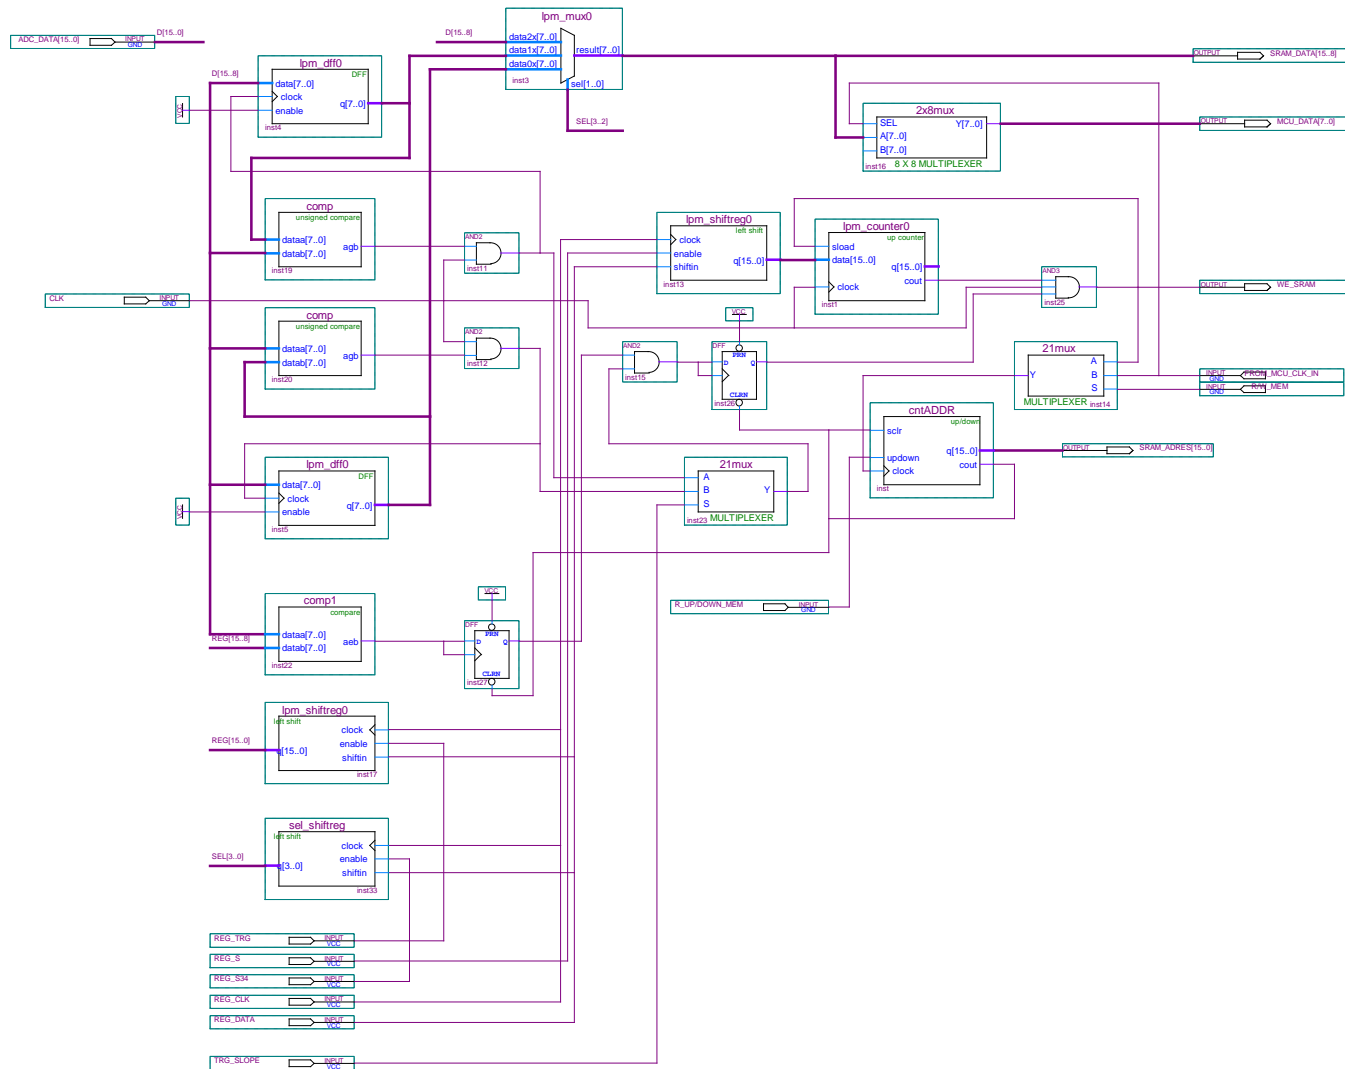 lpm_mux0
D[15..0]
ADC_DATA[15..0]
INPUT
GND
D[15..8]
data2x[7..0]
data1x[7..0]
data0x[7..0]
result[7..0]
sel[1..0]
inst3
SEL[3..2]
OUTPUT
SRAM_DATA[15..8]
lpm_dff0
DFF
D[15..8]
data[7..0]
clock
enable
q[7..0]
inst4
VCC
2x8mux
SEL
A[7..0]
B[7..0]
Y[7..0]
inst16
8 X 8 MULTIPLEXER
OUTPUT
MCU_DATA[7..0]
comp
unsigned compare
dataa[7..0]
datab[7..0]
agb
inst19
AND2
inst11
lpm_shiftreg0
left shift
clock
enable
shiftin
q[15..0]
inst13
lpm_counter0
up counter
sload
data[15..0]
q[15..0]
cout
clock
inst1
AND3
inst25
OUTPUT
WE_SRAM
CLK
INPUT
GND
comp
unsigned compare
dataa[7..0]
datab[7..0]
agb
inst20
AND2
inst12
AND2
inst15
VCC
DFF
PRN
D
Q
CLRN
inst26
21mux
Y
A
B
S
MULTIPLEXER
inst14
INPUT
GND
FROM_MCU_CLK_IN
INPUT
GND
R/W_MEM
cntADDR
up/down
sclr
updown
clock
q[15..0]
cout
inst
OUTPUT
SRAM_ADRES[15..0]
lpm_dff0
DFF
data[7..0]
clock
enable
q[7..0]
inst5
VCC
21mux
A
B
S
Y
inst23
MULTIPLEXER
R_UP/DOWN_MEM
INPUT
GND
comp1
compare
dataa[7..0]
datab[7..0]
aeb
inst22
REG[15..8]
VCC
DFF
PRN
D
Q
CLRN
inst27
lpm_shiftreg0
left shift
clock
enable
shiftin
q[15..0]
inst17
REG[15..0]
sel_shiftreg
left shift
clock
enable
shiftin
q[3..0]
inst33
SEL[3..0]
REG_TRG
INPUT
VCC
REG_S
INPUT
VCC
REG_S34
INPUT
VCC
REG_CLK
INPUT
VCC
REG_DATA
INPUT
VCC
TRG_SLOPE
INPUT
VCC